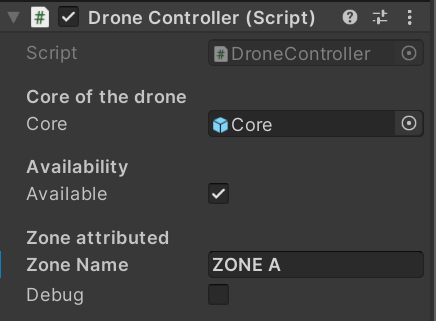 Drone Controller (Script)
Script DroneController
Core of the drone
Core Core
Availability
Available
Zone attributed
Zone Name ZONE A
Debug